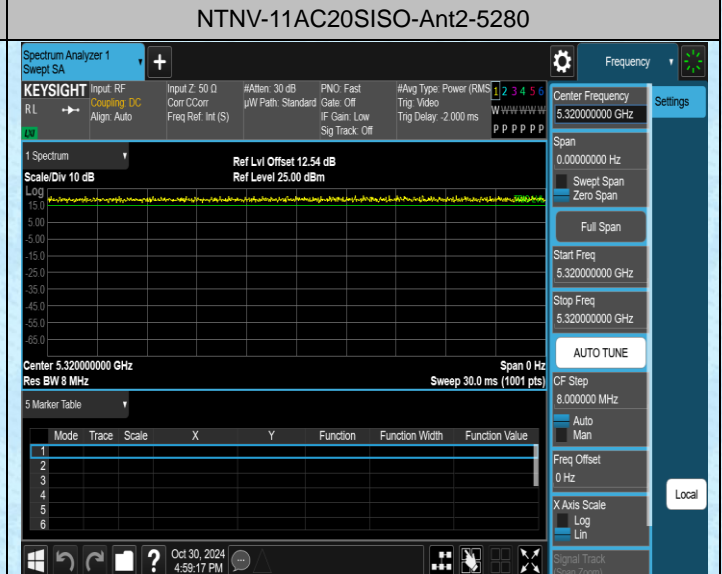 NTNV-11AC20SISO-Ant2-5280
Spectrum Analyzer 1
Swept SA
+
Frequency
KEYSIGHT
RL
LXI
Input: RF
Coupling: DC
Align: Auto
Input Z: 50 Ω
Corr CCorr
Freq Ref: Int (S)
#Atten: 30 dB
µW Path: Standard
PNO: Fast
Gate: Off
IF Gain: Low
Sig Track: Off
#Avg Type: Power (RMS
Trig: Video
Trig Delay: -2.000 ms
1 2 3 4 5 6
W W W W W W
P P P P P P
1 Spectrum
Scale/Div 10 dB
Ref Lvl Offset 12.54 dB
Ref Level 25.00 dBm
Log
15.0
5.00
-5.00
-15.0
-25.0
-35.0
-45.0
-55.0
-65.0
Center 5.320000000 GHz
Span 0 Hz
Res BW 8 MHz
Sweep 30.0 ms (1001 pts)
5 Marker Table
Mode Trace Scale X Y Function Function Width Function Value
1
2
3
4
5
6
Center Frequency
5.320000000 GHz
Span
0.00000000 Hz
Swept Span
Zero Span
Full Span
Start Freq
5.320000000 GHz
Stop Freq
5.320000000 GHz
AUTO TUNE
CF Step
8.000000 MHz
Auto
Man
Freq Offset
0 Hz
X Axis Scale
Log
Lin
Signal Track
(Span Zoom)
Settings
Local
?
Oct 30, 2024
4:59:17 PM